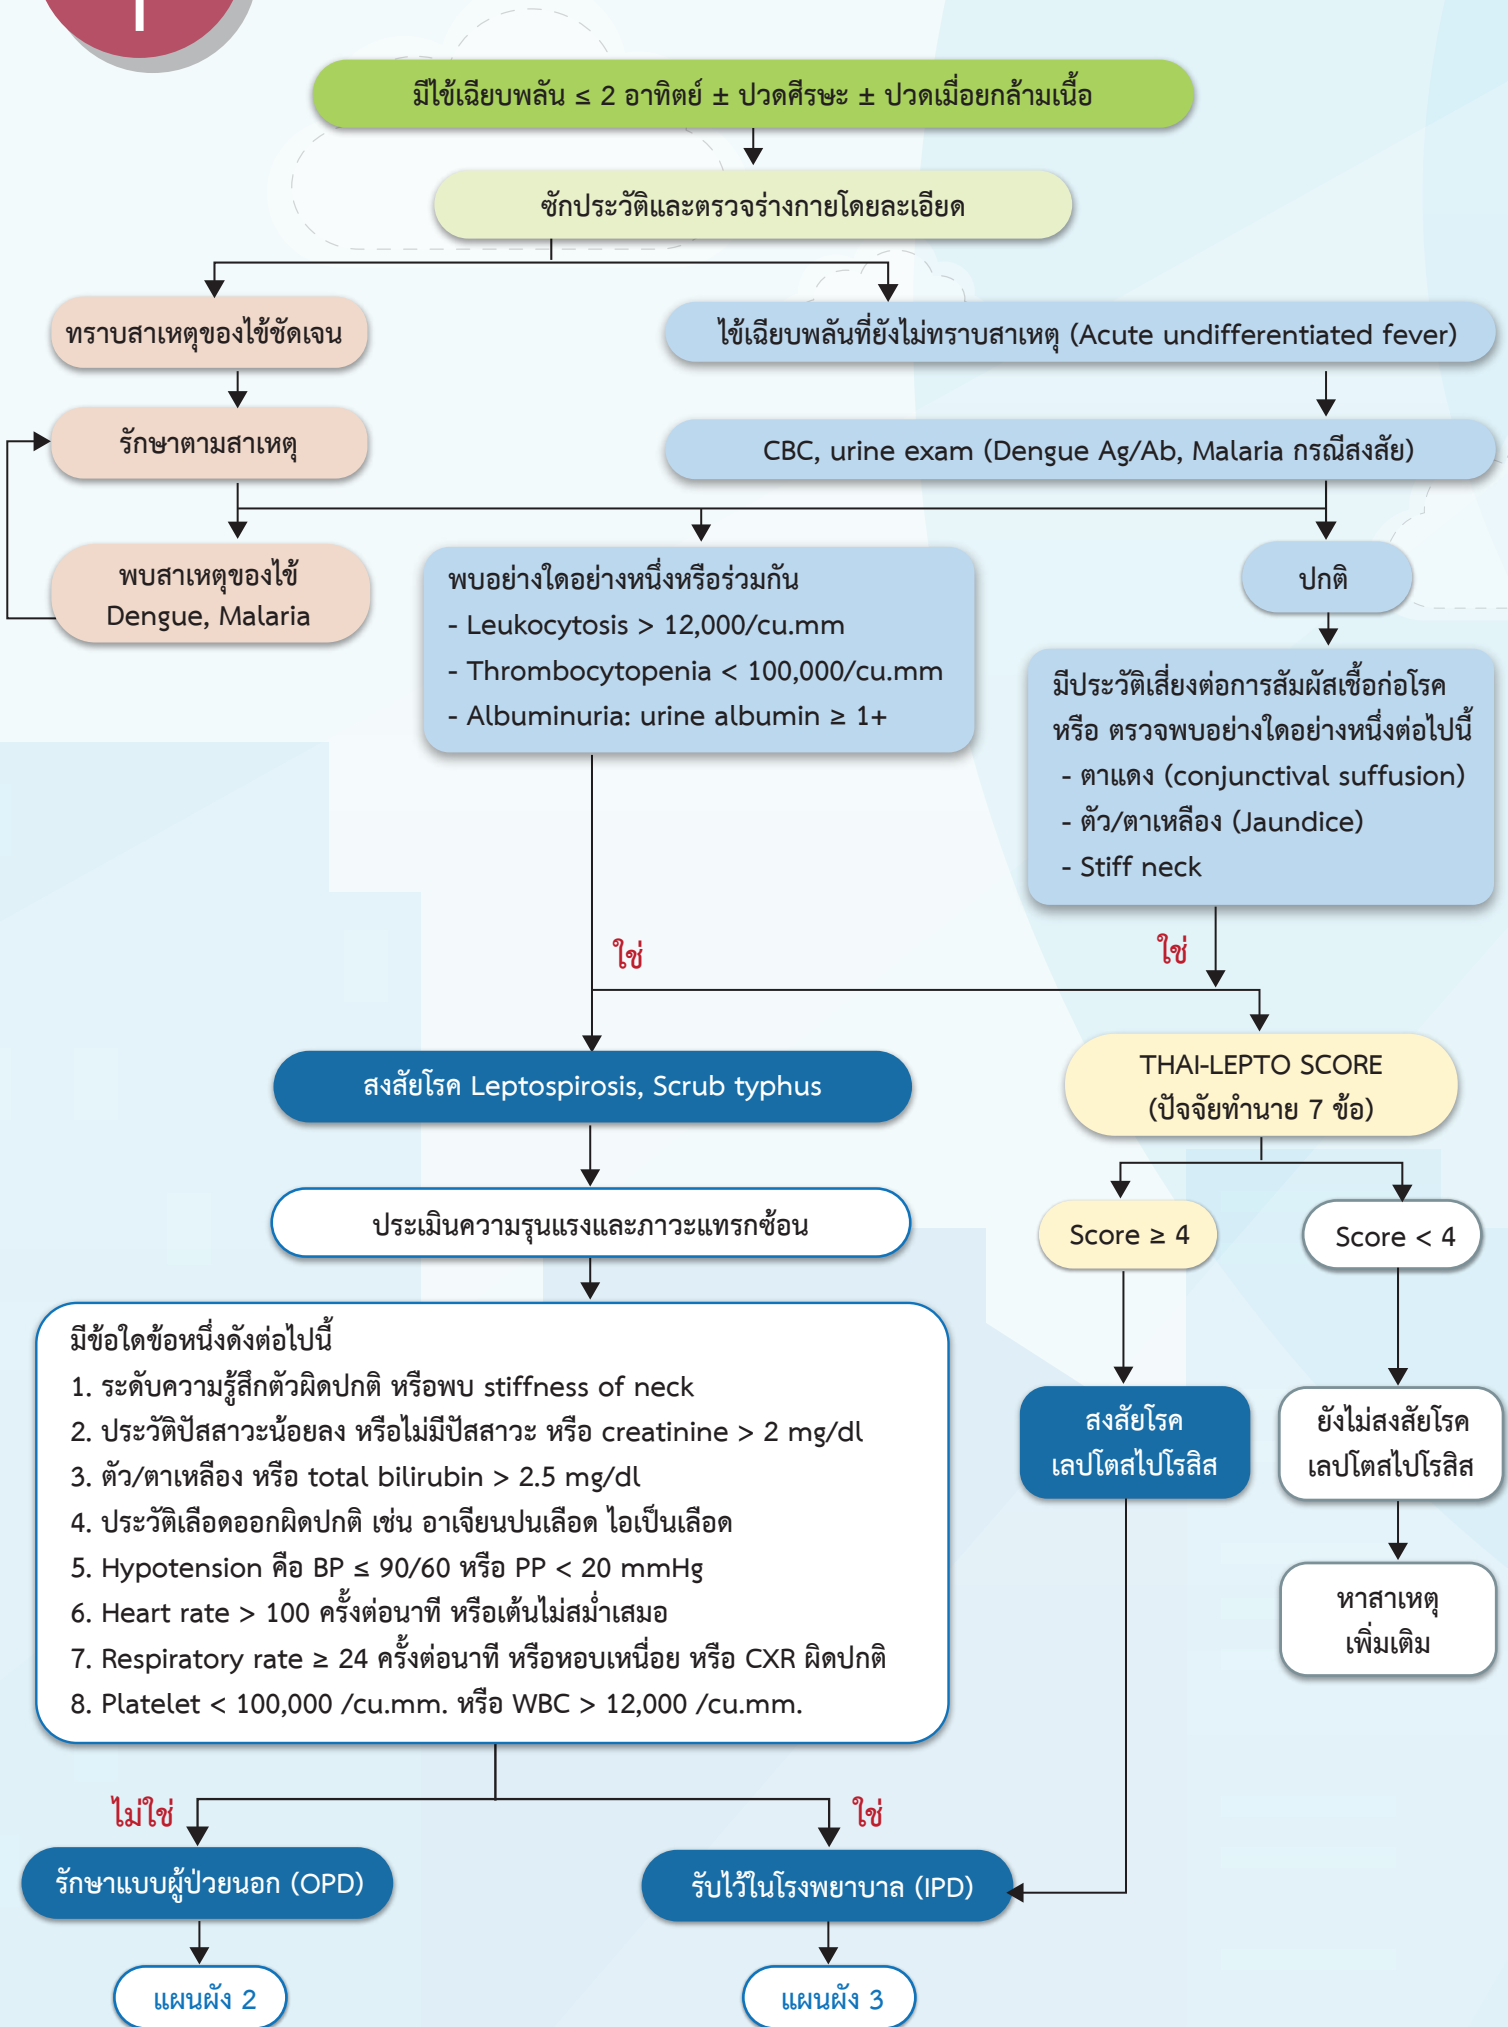 1
มีไข้เฉียบพลัน ≤ 2 อาทิตย์ ± ปวดศีรษะ ± ปวดเมื่อยกล้ามเนื้อ
ซักประวัติและตรวจร่างกายโดยละเอียด
ทราบสาเหตุของไข้ชัดเจน
ไข้เฉียบพลันที่ยังไม่ทราบสาเหตุ (Acute undifferentiated fever)
รักษาตามสาเหตุ
CBC, urine exam (Dengue Ag/Ab, Malaria กรณีสงสัย)
พบสาเหตุของไข้
Dengue, Malaria
พบอย่างใดอย่างหนึ่งหรือร่วมกัน
- Leukocytosis > 12,000/cu.mm
- Thrombocytopenia < 100,000/cu.mm
- Albuminuria: urine albumin ≥ 1+
ปกติ
มีประวัติเสี่ยงต่อการสัมผัสเชื้อก่อโรค
หรือ ตรวจพบอย่างใดอย่างหนึ่งต่อไปนี้
- ตาแดง (conjunctival suffusion)
- ตัว/ตาเหลือง (Jaundice)
- Stiff neck
ใช่
ใช่
สงสัยโรค Leptospirosis, Scrub typhus
THAI-LEPTO SCORE
(ปัจจัยทำนาย 7 ข้อ)
ประเมินความรุนแรงและภาวะแทรกซ้อน
Score ≥ 4
Score < 4
มีข้อใดข้อหนึ่งดังต่อไปนี้
1. ระดับความรู้สึกตัวผิดปกติ หรือพบ stiffness of neck
2. ประวัติปัสสาวะน้อยลง หรือไม่มีปัสสาวะ หรือ creatinine > 2 mg/dl
3. ตัว/ตาเหลือง หรือ total bilirubin > 2.5 mg/dl
4. ประวัติเลือดออกผิดปกติ เช่น อาเจียนปนเลือด ไอเป็นเลือด
5. Hypotension คือ BP ≤ 90/60 หรือ PP < 20 mmHg
6. Heart rate > 100 ครั้งต่อนาที หรือเต้นไม่สม่ำเสมอ
7. Respiratory rate ≥ 24 ครั้งต่อนาที หรือหอบเหนื่อย หรือ CXR ผิดปกติ
8. Platelet < 100,000 /cu.mm. หรือ WBC > 12,000 /cu.mm.
สงสัยโรค
เลปโตสไปโรสิส
ยังไม่สงสัยโรค
เลปโตสไปโรสิส
หาสาเหตุ
เพิ่มเติม
ไม่ใช่
ใช่
รักษาแบบผู้ป่วยนอก (OPD)
รับไว้ในโรงพยาบาล (IPD)
แผนผัง 2
แผนผัง 3